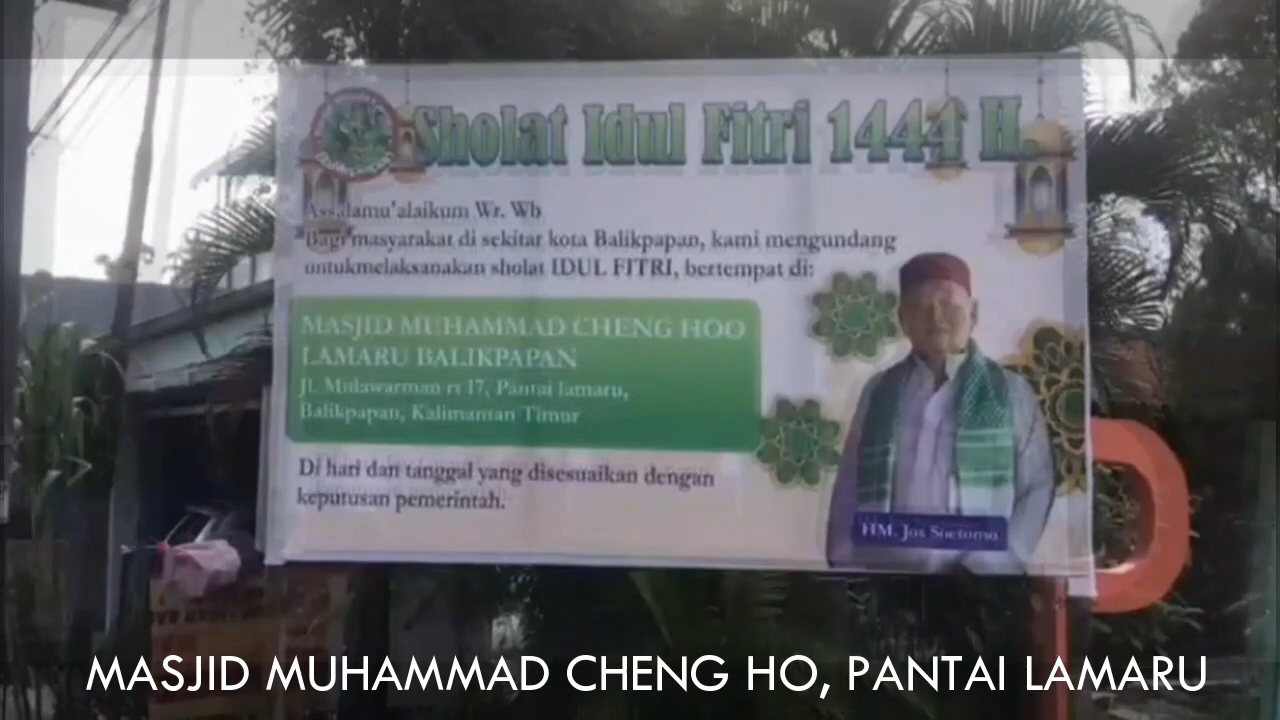 Sholat Idul Fitri 1444 H.
Assalamu'alaikum Wr. Wb
Bagi masyarakat di sekitar kota Balikpapan, kami mengundang
untukmelaksanakan sholat IDUL FITRI, bertempat di:
MASJID MUHAMMAD CHENG HOO
LAMARU BALIKPAPAN
Jl. Mulawarman rt 17, Pantai lamaru,
Balikpapan, Kalimantan Timur
Di hari dan tanggal yang disesuaikan dengan
keputusan pemerintah.
HM. Jos Soetomo
MASJID MUHAMMAD CHENG HO, PANTAI LAMARU